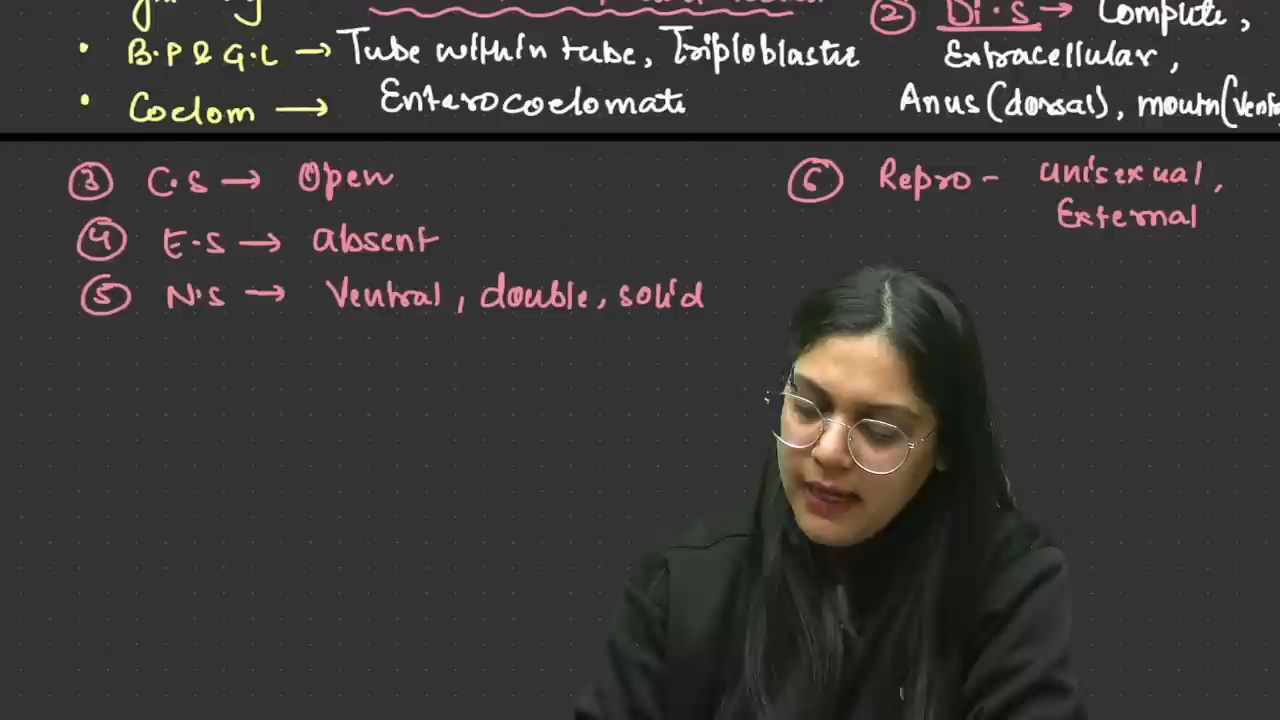 ② Di·S → Complete,
• B.P & G.L → Tube within tube, Triploblastic
Extracellular,
• Coelom → Enterocoelomate
Anus (dorsal), mouth (vent
③ C.S → Open
④ E.S → absent
⑤ N.S → Ventral, double, solid
⑥ Repro - unisexual,
External